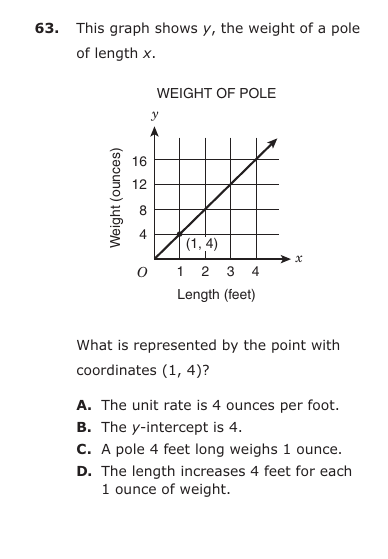 63. This graph shows y, the weight of a pole
of length x.
WEIGHT OF POLE
y
Weight (ounces)
16
12
8
4
(1, 4)
O 1 2 3 4 x
Length (feet)
What is represented by the point with
coordinates (1, 4)?
A. The unit rate is 4 ounces per foot.
B. The y-intercept is 4.
C. A pole 4 feet long weighs 1 ounce.
D. The length increases 4 feet for each
1 ounce of weight.